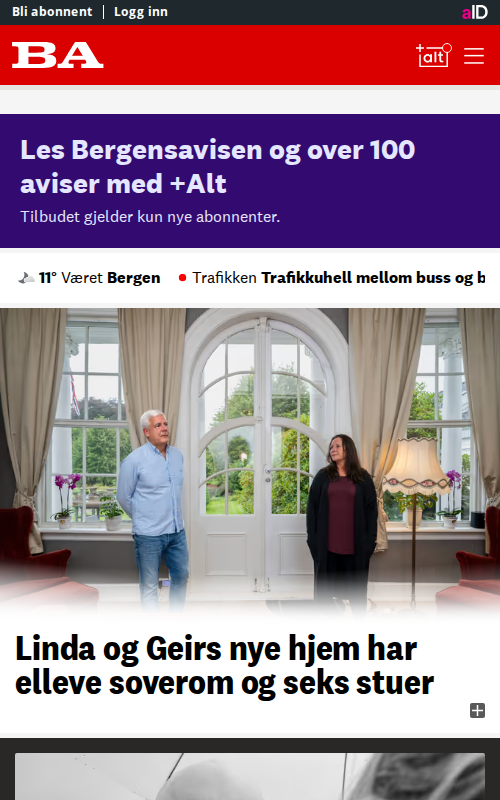 Bli abonnent | Logg inn
aID
BA
+alt
Les Bergensavisen og over 100
aviser med +Alt
Tilbudet gjelder kun nye abonnenter.
11° Været Bergen
Trafikken Trafikkuhell mellom buss og b
Linda og Geirs nye hjem har
elleve soverom og seks stuer